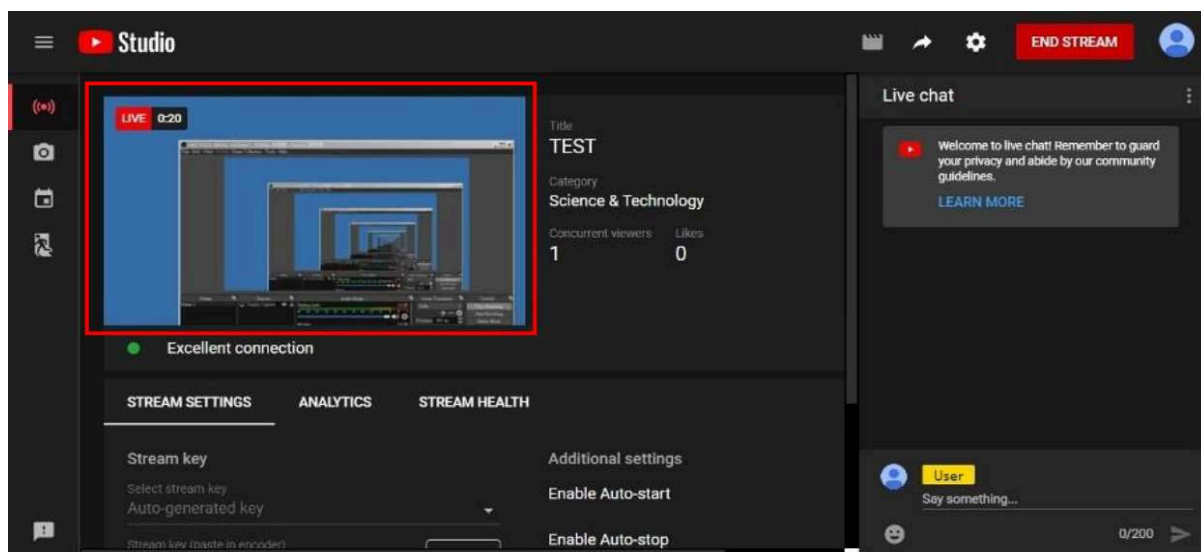 Studio
END STREAM
LIVE 0:20
Title
TEST
Category
Science & Technology
Concurrent viewers Likes
1 0
Excellent connection
STREAM SETTINGS ANALYTICS STREAM HEALTH
Stream key
Select stream key
Auto-generated key
Stream key (paste in encoder)
Additional settings
Enable Auto-start
Enable Auto-stop
Live chat
Welcome to live chat! Remember to guard
your privacy and abide by our community
guidelines.
LEARN MORE
User
Say something...
0/200